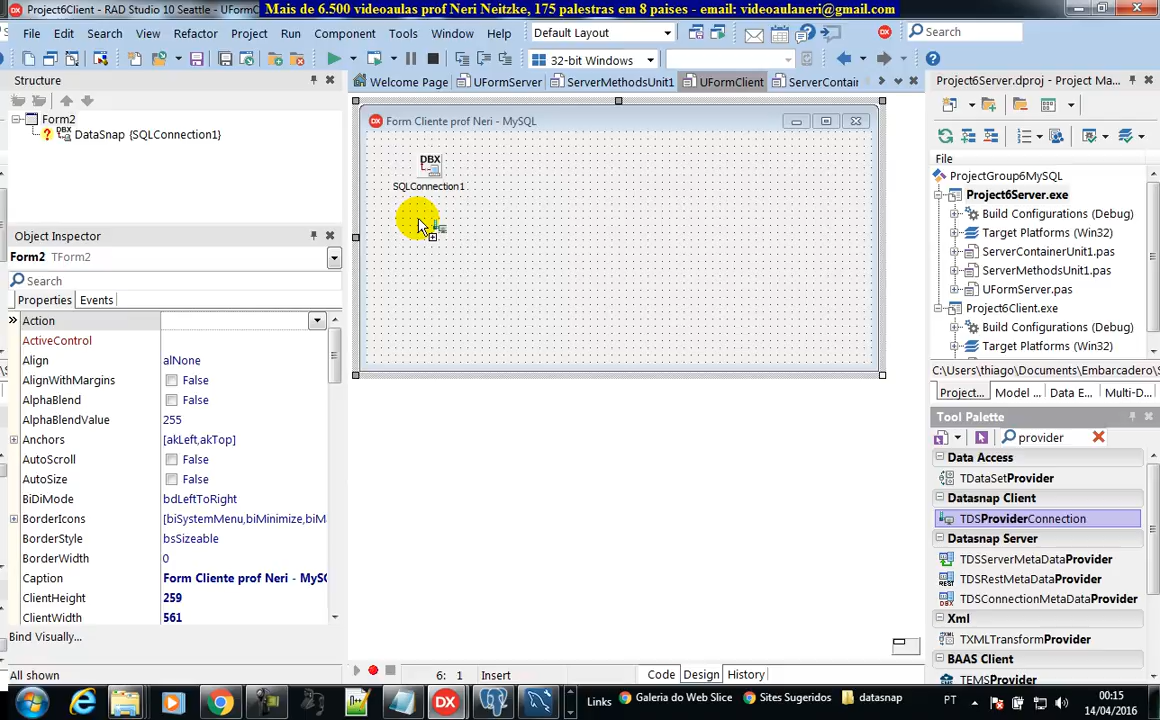 Project6Client - RAD Studio 10 Seattle - UFormC
Mais de 6.500 videoaulas prof Neri Neitzke, 175 palestras em 8 paises - email: videoaulaneri@gmail.com
File Edit Search View Refactor Project Run Component Tools Window Help Default Layout Search
32-bit Windows
Structure
Welcome Page UFormServer ServerMethodsUnit1 UFormClient ServerContair
Project6Server.dproj - Project Ma...
Form2
DataSnap {SQLConnection1}
Form Cliente prof Neri - MySQL
DBX
SQLConnection1
File
ProjectGroup6MySQL
Project6Server.exe
Build Configurations (Debug)
Target Platforms (Win32)
ServerContainerUnit1.pas
ServerMethodsUnit1.pas
UFormServer.pas
Project6Client.exe
Build Configurations (Debug)
Target Platforms (Win32)
C:\Users\thiago\Documents\Embarcadero\S
Project... Model ... Data E... Multi-D...
Object Inspector
Form2 TForm2
Search
Properties Events
Action
ActiveControl
Align alNone
AlignWithMargins False
AlphaBlend False
AlphaBlendValue 255
Anchors [akLeft,akTop]
AutoScroll False
AutoSize False
BiDiMode bdLeftToRight
BorderIcons [biSystemMenu,biMinimize,biM
BorderStyle bsSizeable
BorderWidth 0
Caption Form Cliente prof Neri - MySQ
ClientHeight 259
ClientWidth 561
Bind Visually...
All shown
Tool Palette
provider
Data Access
TDataSetProvider
Datasnap Client
TDSProviderConnection
Datasnap Server
TDSServerMetaDataProvider
TDSRestMetaDataProvider
TDSConnectionMetaDataProvider
Xml
TXMLTransformProvider
BAAS Client
6: 1 Insert Code Design History
Links Galeria do Web Slice Sites Sugeridos datasnap PT
00:15
14/04/2016